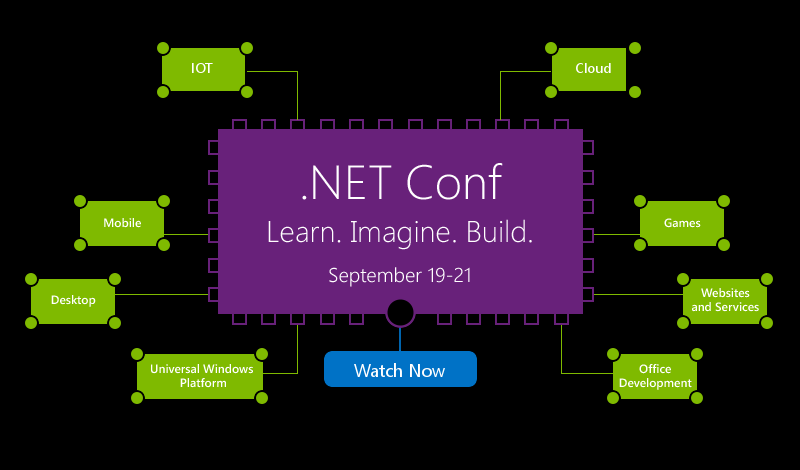 IOT
Cloud
.NET Conf
Learn. Imagine. Build.
September 19-21
Mobile
Games
Desktop
Websites
and Services
Universal Windows
Platform
Watch Now
Office
Development